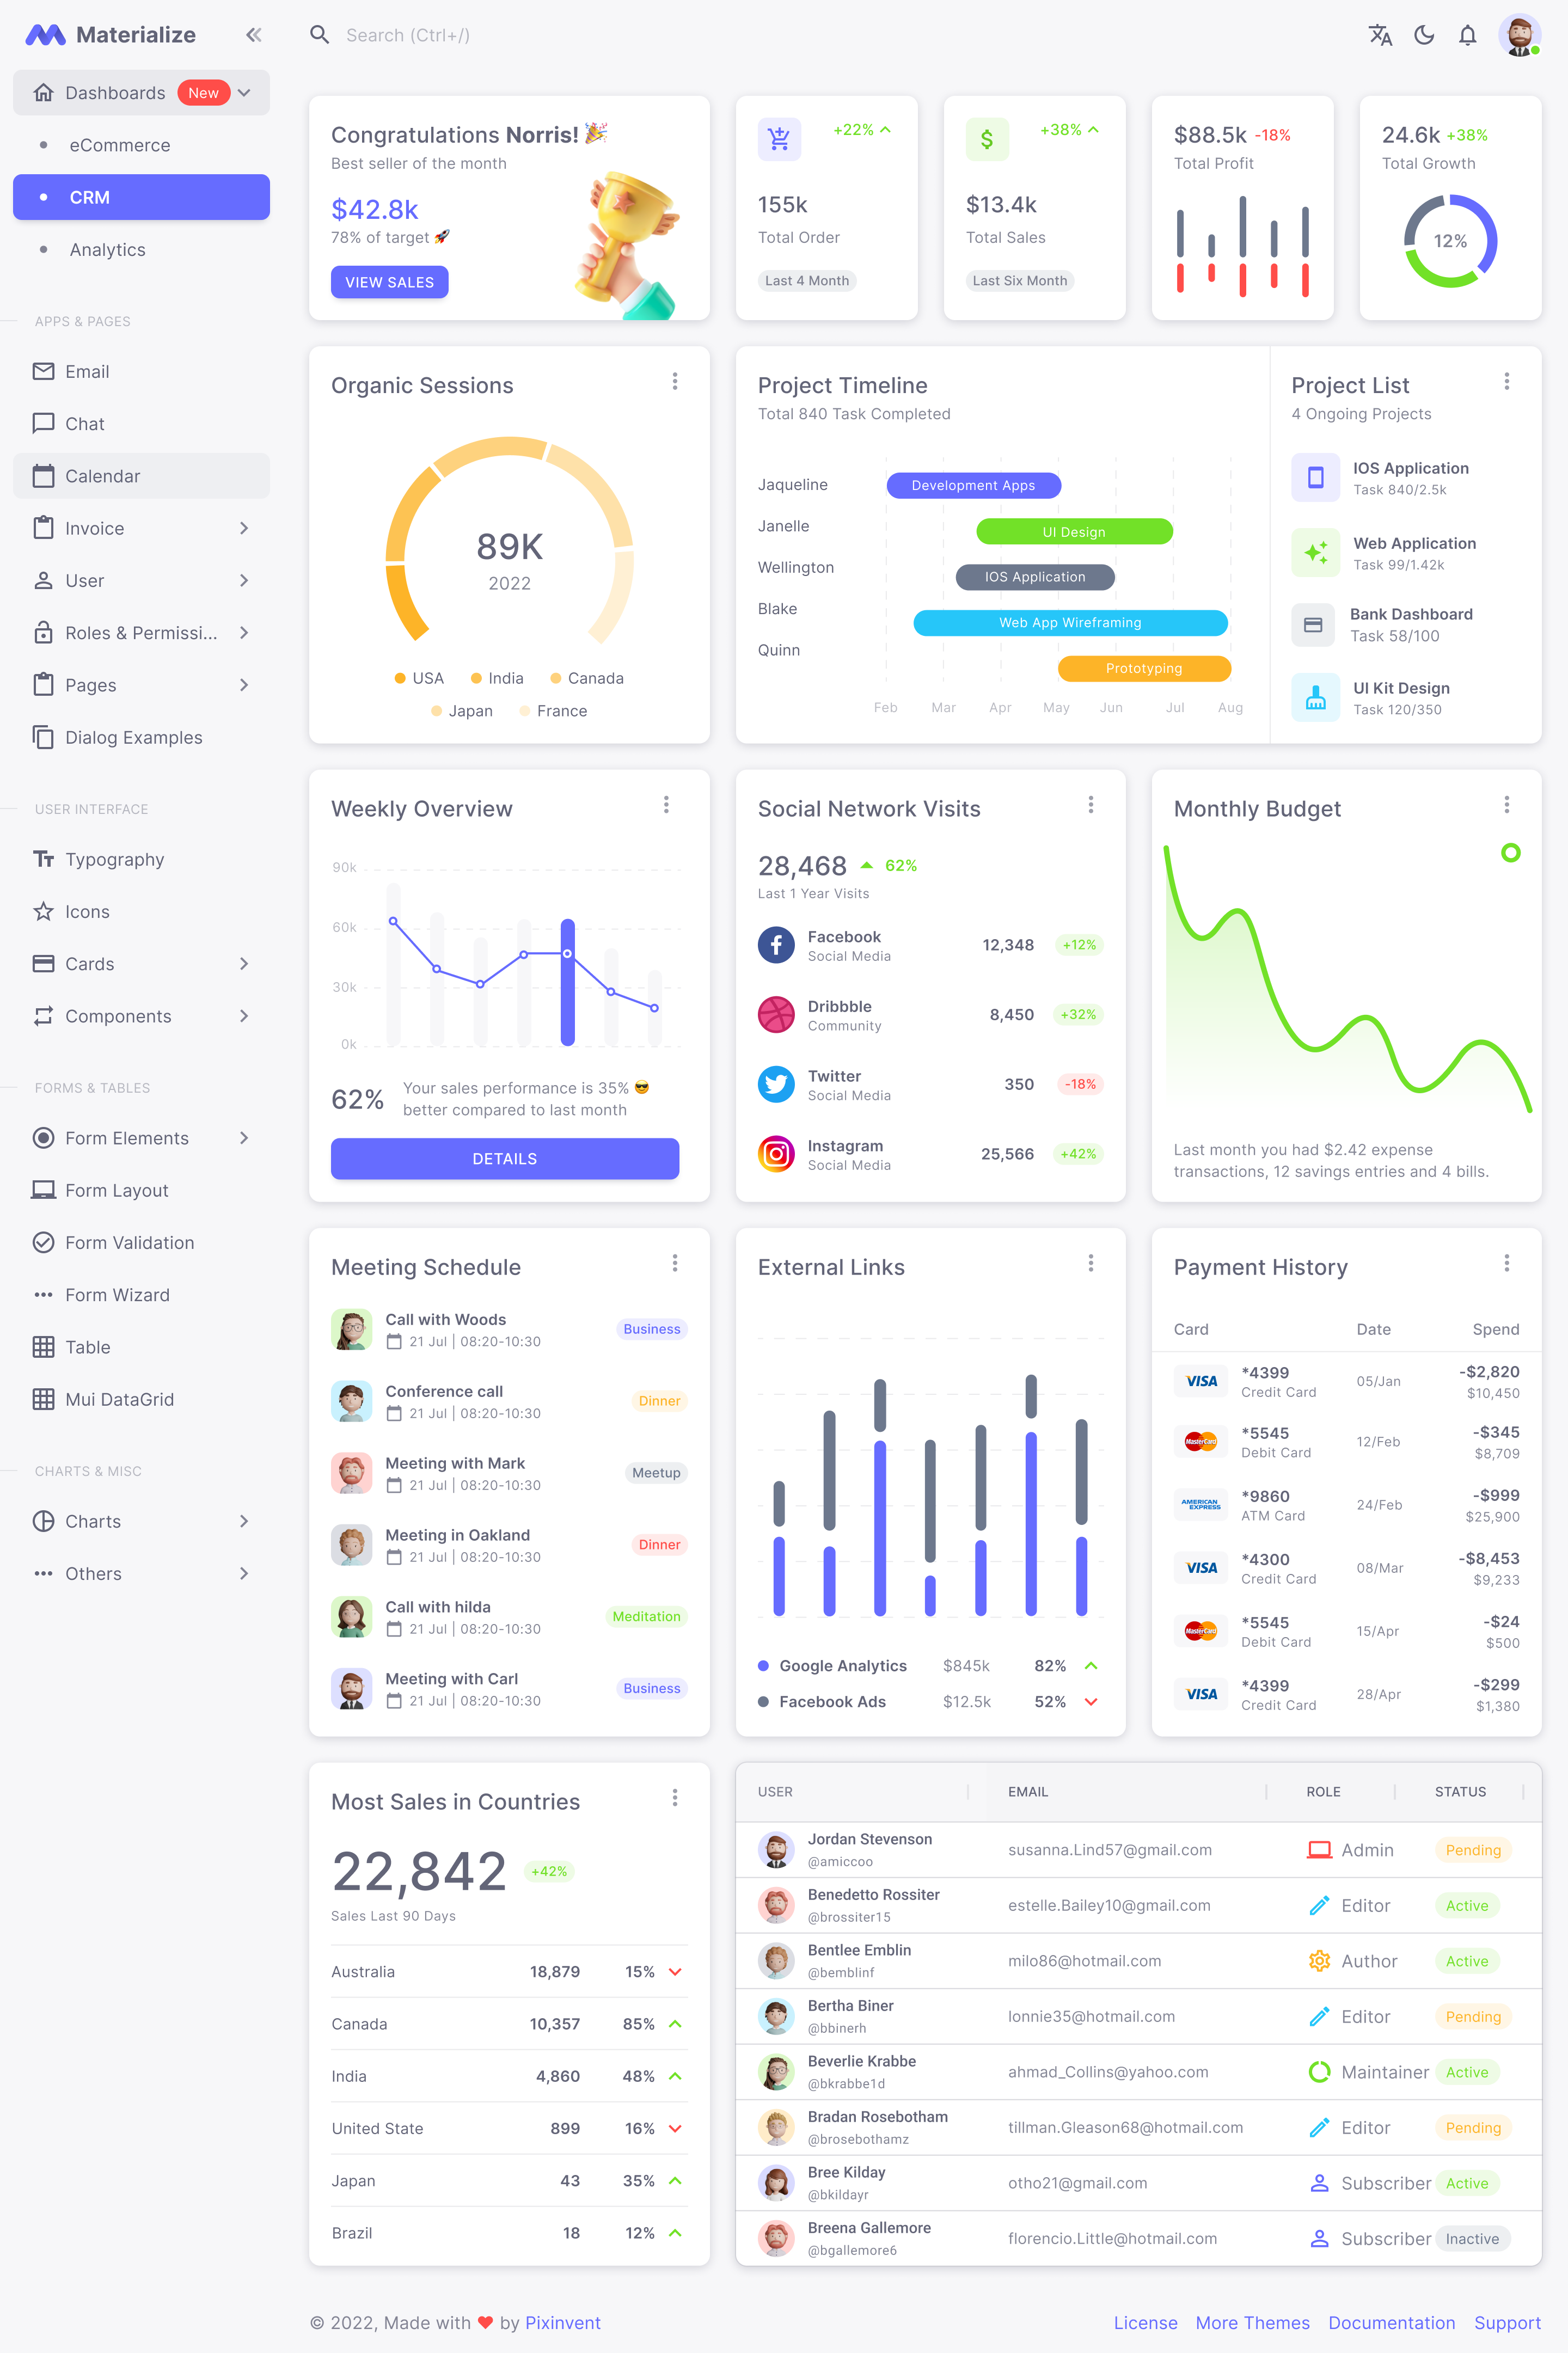 Materialize
Search (Ctrl+/)
Dashboards New
eCommerce
CRM
Analytics
APPS & PAGES
Email
Chat
Calendar
Invoice
User
Roles & Permissi...
Pages
Dialog Examples
USER INTERFACE
Typography
Icons
Cards
Components
FORMS & TABLES
Form Elements
Form Layout
Form Validation
Form Wizard
Table
Mui DataGrid
CHARTS & MISC
Charts
Others
Congratulations Norris! 🎉
Best seller of the month
$42.8k
78% of target 🚀
VIEW SALES
+22%
155k
Total Order
Last 4 Month
+38%
$13.4k
Total Sales
Last Six Month
$88.5k -18%
Total Profit
24.6k +38%
Total Growth
12%
Organic Sessions
89K
2022
USA India Canada
Japan France
Project Timeline
Total 840 Task Completed
Jaqueline
Janelle
Wellington
Blake
Quinn
Development Apps
UI Design
IOS Application
Web App Wireframing
Prototyping
Feb Mar Apr May Jun Jul Aug
Project List
4 Ongoing Projects
IOS Application
Task 840/2.5k
Web Application
Task 99/1.42k
Bank Dashboard
Task 58/100
UI Kit Design
Task 120/350
Weekly Overview
90k
60k
30k
0k
62%
Your sales performance is 35% 😎
better compared to last month
DETAILS
Social Network Visits
28,468 62%
Last 1 Year Visits
Facebook 12,348 +12%
Social Media
Dribbble 8,450 +32%
Community
Twitter 350 -18%
Social Media
Instagram 25,566 +42%
Social Media
Monthly Budget
Last month you had $2.42 expense
transactions, 12 savings entries and 4 bills.
Meeting Schedule
Call with Woods
21 Jul | 08:20-10:30
Business
Conference call
21 Jul | 08:20-10:30
Dinner
Meeting with Mark
21 Jul | 08:20-10:30
Meetup
Meeting in Oakland
21 Jul | 08:20-10:30
Dinner
Call with hilda
21 Jul | 08:20-10:30
Meditation
Meeting with Carl
21 Jul | 08:20-10:30
Business
External Links
Google Analytics $845k 82%
Facebook Ads $12.5k 52%
Payment History
Card Date Spend
VISA *4399 05/Jan -$2,820
Credit Card $10,450
MasterCard *5545 12/Feb -$345
Debit Card $8,709
AMERICAN EXPRESS *9860 24/Feb -$999
ATM Card $25,900
VISA *4300 08/Mar -$8,453
Credit Card $9,233
MasterCard *5545 15/Apr -$24
Debit Card $500
VISA *4399 28/Apr -$299
Credit Card $1,380
Most Sales in Countries
22,842 +42%
Sales Last 90 Days
Australia 18,879 15%
Canada 10,357 85%
India 4,860 48%
United State 899 16%
Japan 43 35%
Brazil 18 12%
USER EMAIL ROLE STATUS
Jordan Stevenson
@amiccoo
susanna.Lind57@gmail.com Admin Pending
Benedetto Rossiter
@brossiter15
estelle.Bailey10@gmail.com Editor Active
Bentlee Emblin
@bemblinf
milo86@hotmail.com Author Active
Bertha Biner
@bbinerh
lonnie35@hotmail.com Editor Pending
Beverlie Krabbe
@bkrabbe1d
ahmad_Collins@yahoo.com Maintainer Active
Bradan Rosebotham
@brosebothamz
tillman.Gleason68@hotmail.com Editor Pending
Bree Kilday
@bkildayr
otho21@gmail.com Subscriber Active
Breena Gallemore
@bgallemore6
florencio.Little@hotmail.com Subscriber Inactive
© 2022, Made with ❤ by Pixinvent
License More Themes Documentation Support